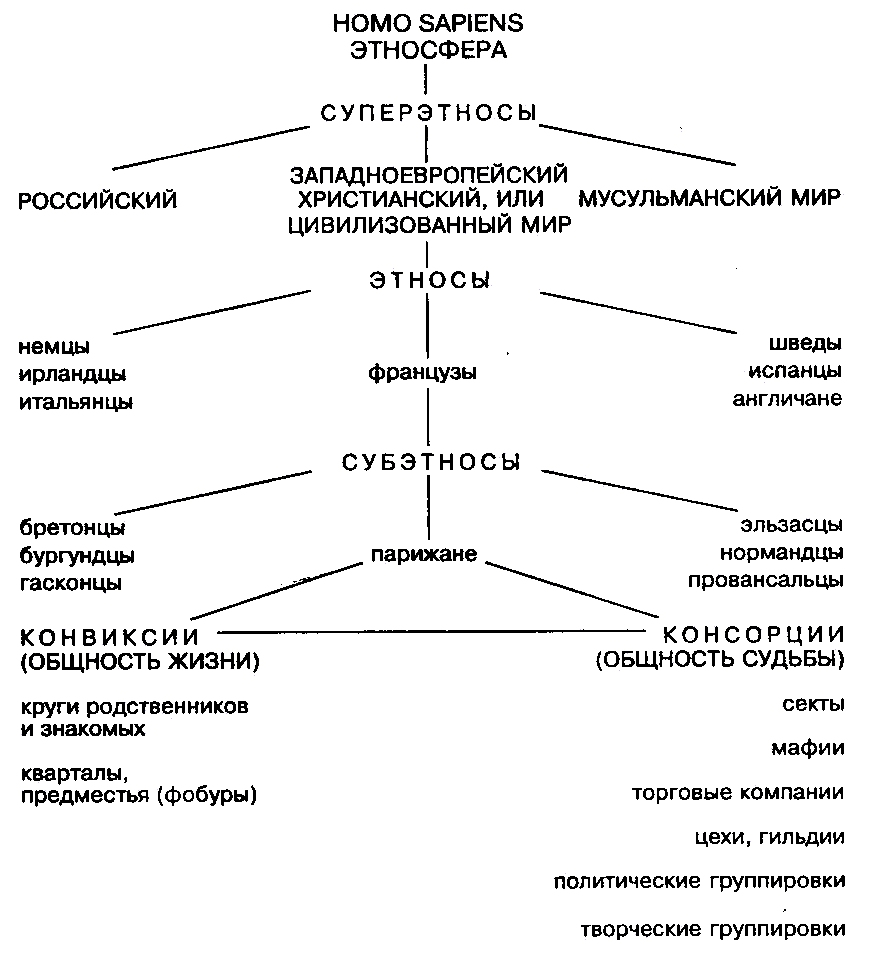 HOMO SAPIENS
ЭТНОСФЕРА
СУПЕРЭТНОСЫ
РОССИЙСКИЙ
ЗАПАДНОЕВРОПЕЙСКИЙ
ХРИСТИАНСКИЙ, ИЛИ
ЦИВИЛИЗОВАННЫЙ МИР
МУСУЛЬМАНСКИЙ МИР
ЭТНОСЫ
немцы
ирландцы
итальянцы
французы
шведы
испанцы
англичане
СУБЭТНОСЫ
бретонцы
бургундцы
гасконцы
парижане
эльзасцы
нормандцы
провансальцы
КОНВИКСИИ
(ОБЩНОСТЬ ЖИЗНИ)
круги родственников
и знакомых
кварталы,
предместья (фобуры)
КОНСОРЦИИ
(ОБЩНОСТЬ СУДЬБЫ)
секты
мафии
торговые компании
цехи, гильдии
политические группировки
творческие группировки